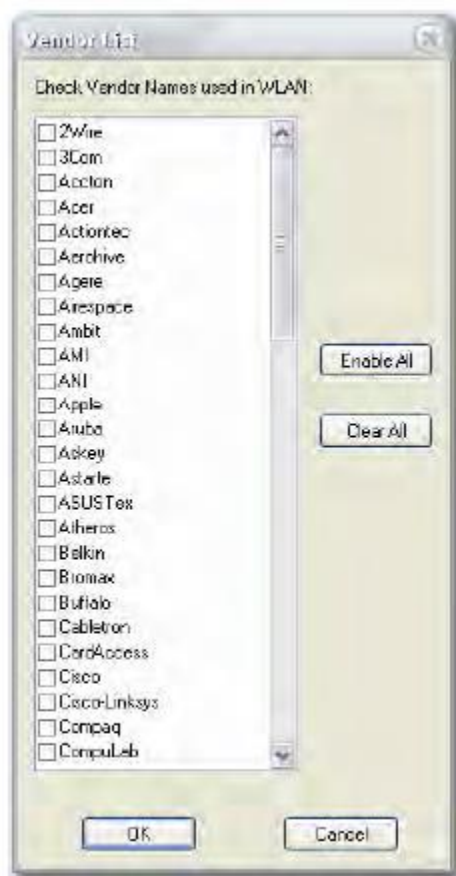 Vendor List
Check Vendor Names used in WLAN:
2Wire
3Com
Accton
Acer
Actiontec
Aerohive
Agere
Airespace
Ambit
AMI
ANI
Apple
Aruba
Askey
Astarte
ASUSTex
Atheros
Belkin
Bromax
Buffalo
Cabletron
CardAccess
Cisco
Cisco-Linksys
Compaq
CompuLab
Enable All
Clear All
OK
Cancel